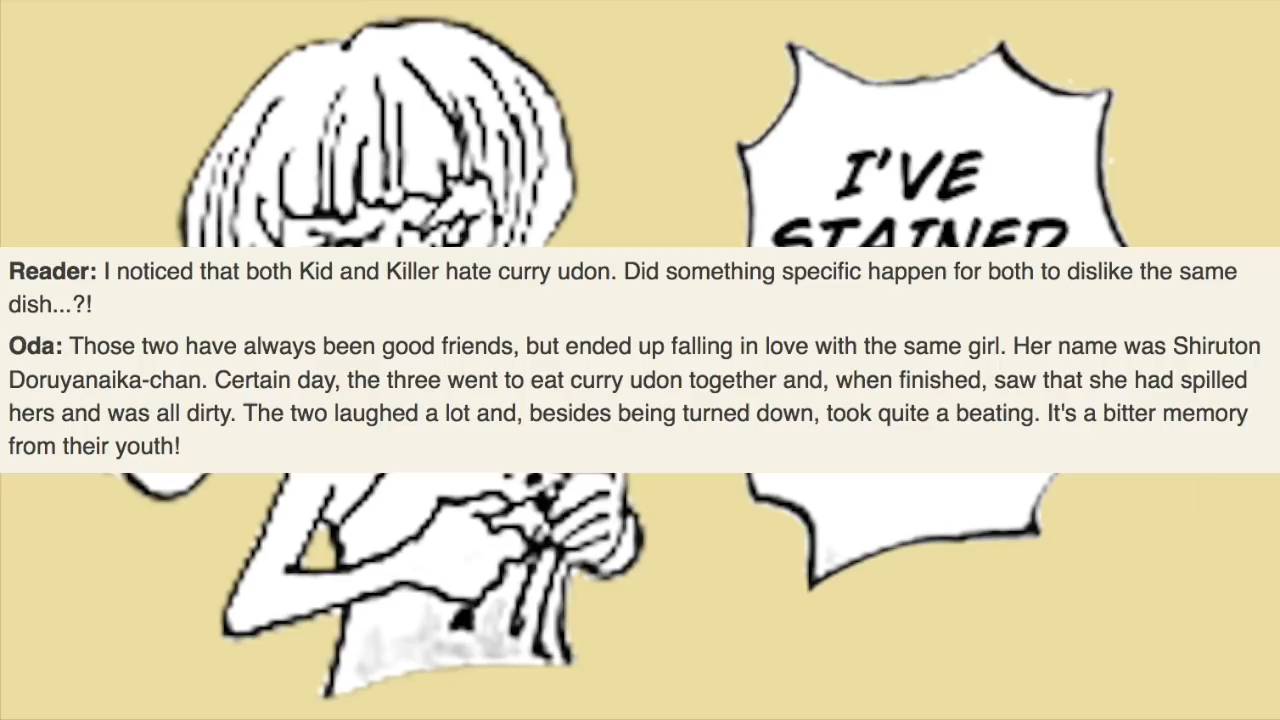 I'VE
STAINED
Reader: I noticed that both Kid and Killer hate curry udon. Did something specific happen for both to dislike the same
dish...?!
Oda: Those two have always been good friends, but ended up falling in love with the same girl. Her name was Shiruton
Doruyanaika-chan. Certain day, the three went to eat curry udon together and, when finished, saw that she had spilled
hers and was all dirty. The two laughed a lot and, besides being turned down, took quite a beating. It's a bitter memory
from their youth!